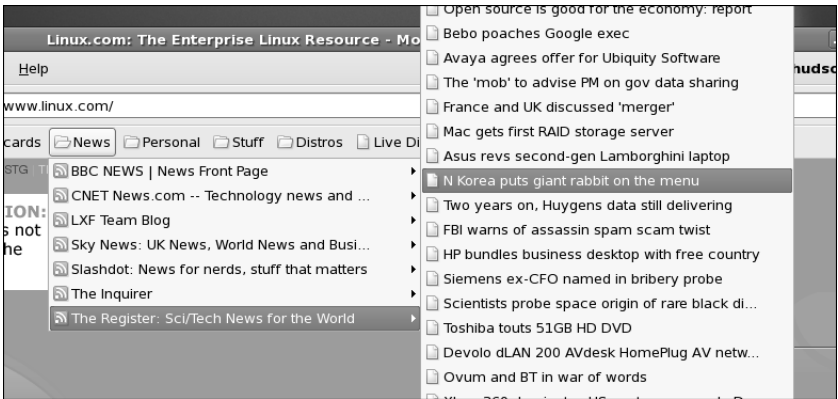 Open source is good for the economy: report
Linux.com: The Enterprise Linux Resource - Mo
Help
www.linux.com/
cards News Personal Stuff Distros Live Di
STG
ION:
s not
he
BBC NEWS | News Front Page
CNET News.com -- Technology news and ...
LXF Team Blog
Sky News: UK News, World News and Busi...
Slashdot: News for nerds, stuff that matters
The Inquirer
The Register: Sci/Tech News for the World
Bebo poaches Google exec
Avaya agrees offer for Ubiquity Software
The 'mob' to advise PM on gov data sharing
France and UK discussed 'merger'
Mac gets first RAID storage server
Asus revs second-gen Lamborghini laptop
N Korea puts giant rabbit on the menu
Two years on, Huygens data still delivering
FBI warns of assassin spam scam twist
HP bundles business desktop with free country
Siemens ex-CFO named in bribery probe
Scientists probe space origin of rare black di...
Toshiba touts 51GB HD DVD
Devolo dLAN 200 AVdesk HomePlug AV netw...
Ovum and BT in war of words
hudso